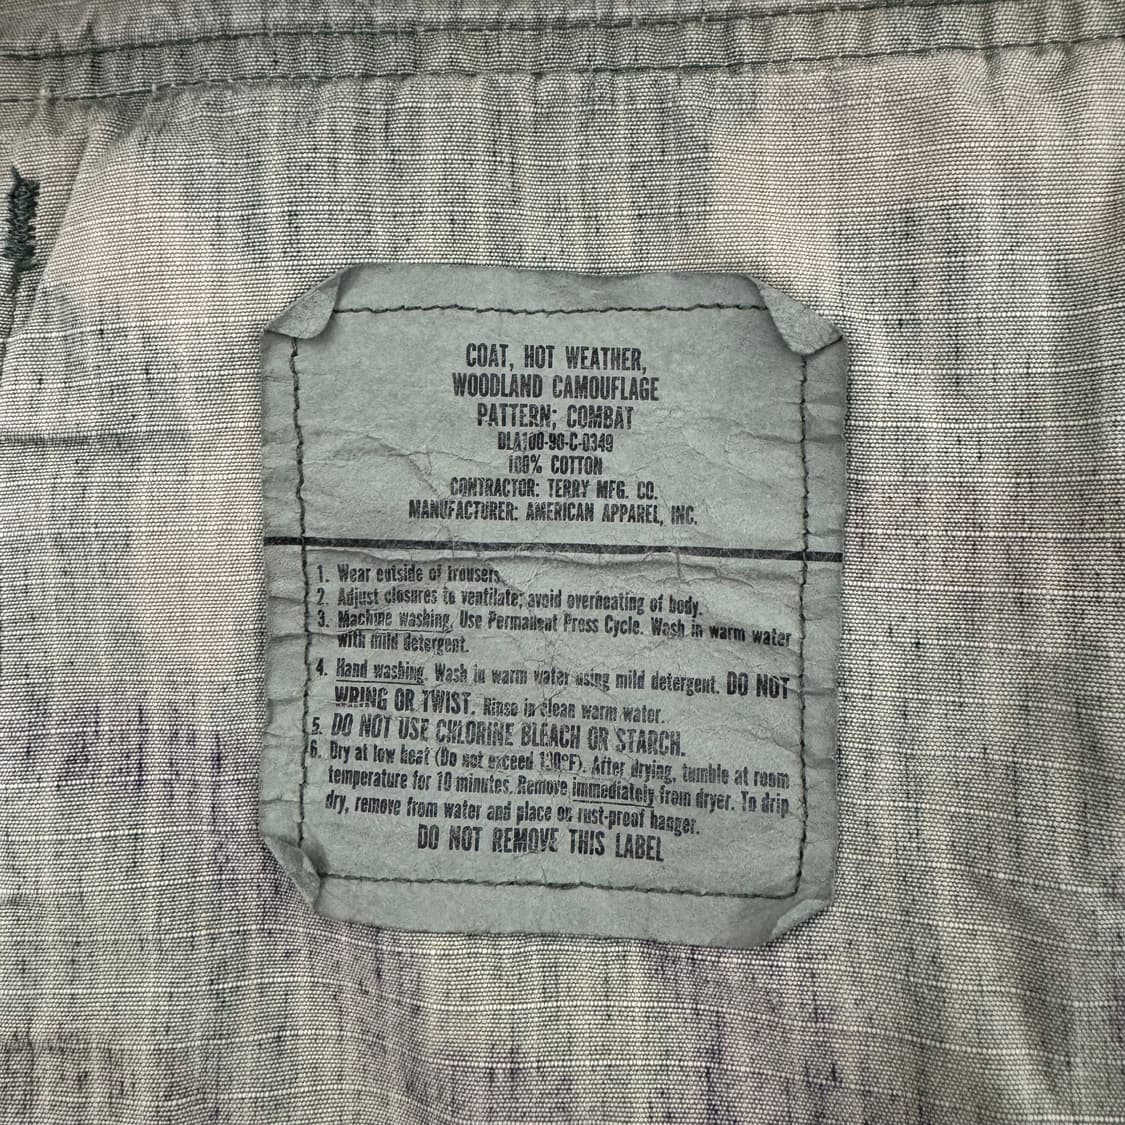 COAT, HOT WEATHER,
WOODLAND CAMOUFLAGE
PATTERN; COMBAT
DLA100-90-C-0349
100% COTTON
CONTRACTOR: TERRY MFG. CO.
MANUFACTURER: AMERICAN APPAREL, INC.
1. Wear outside of trousers.
2. Adjust closures to ventilate; avoid overheating of body.
3. Machine washing. Use Permanent Press Cycle. Wash in warm water
with mild detergent.
4. Hand washing. Wash in warm water using mild detergent. DO NOT
WRING OR TWIST. Rinse in clean warm water.
5. DO NOT USE CHLORINE BLEACH OR STARCH.
6. Dry at low heat (Do not exceed 130°F). After drying, tumble at room
temperature for 10 minutes. Remove immediately from dryer. To drip
dry, remove from water and place on rust-proof hanger.
DO NOT REMOVE THIS LABEL